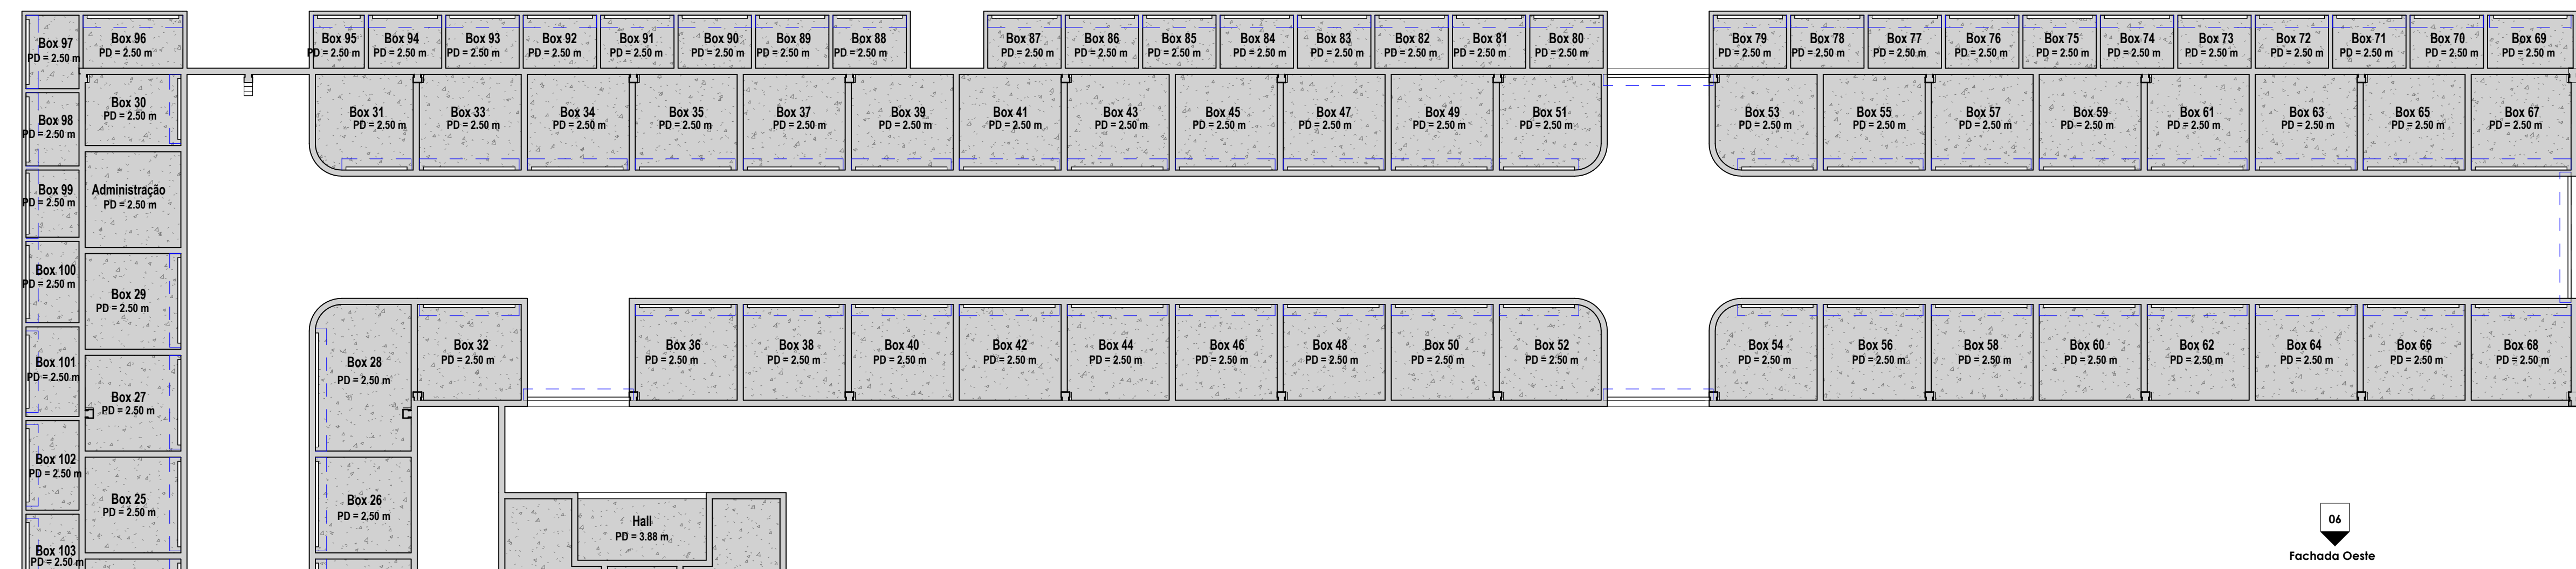 Box 97
PD = 2.50 m
Box 96
PD = 2.50 m
Box 95
PD = 2.50 m
Box 94
PD = 2.50 m
Box 93
PD = 2.50 m
Box 92
PD = 2.50 m
Box 91
PD = 2.50 m
Box 90
PD = 2.50 m
Box 89
PD = 2.50 m
Box 88
PD = 2.50 m
Box 87
PD = 2.50 m
Box 86
PD = 2.50 m
Box 85
PD = 2.50 m
Box 84
PD = 2.50 m
Box 83
PD = 2.50 m
Box 82
PD = 2.50 m
Box 81
PD = 2.50 m
Box 80
PD = 2.50 m
Box 79
PD = 2.50 m
Box 78
PD = 2.50 m
Box 77
PD = 2.50 m
Box 76
PD = 2.50 m
Box 75
PD = 2.50 m
Box 74
PD = 2.50 m
Box 73
PD = 2.50 m
Box 72
PD = 2.50 m
Box 71
PD = 2.50 m
Box 70
PD = 2.50 m
Box 69
PD = 2.50 m
Box 98
PD = 2.50 m
Box 30
PD = 2.50 m
Box 31
PD = 2.50 m
Box 33
PD = 2.50 m
Box 34
PD = 2.50 m
Box 35
PD = 2.50 m
Box 37
PD = 2.50 m
Box 39
PD = 2.50 m
Box 41
PD = 2.50 m
Box 43
PD = 2.50 m
Box 45
PD = 2.50 m
Box 47
PD = 2.50 m
Box 49
PD = 2.50 m
Box 51
PD = 2.50 m
Box 53
PD = 2.50 m
Box 55
PD = 2.50 m
Box 57
PD = 2.50 m
Box 59
PD = 2.50 m
Box 61
PD = 2.50 m
Box 63
PD = 2.50 m
Box 65
PD = 2.50 m
Box 67
PD = 2.50 m
Box 99
PD = 2.50 m
Administração
PD = 2.50 m
Box 100
PD = 2.50 m
Box 29
PD = 2.50 m
Box 101
PD = 2.50 m
Box 28
PD = 2.50 m
Box 32
PD = 2.50 m
Box 36
PD = 2.50 m
Box 38
PD = 2.50 m
Box 40
PD = 2.50 m
Box 42
PD = 2.50 m
Box 44
PD = 2.50 m
Box 46
PD = 2.50 m
Box 48
PD = 2.50 m
Box 50
PD = 2.50 m
Box 52
PD = 2.50 m
Box 54
PD = 2.50 m
Box 56
PD = 2.50 m
Box 58
PD = 2.50 m
Box 60
PD = 2.50 m
Box 62
PD = 2.50 m
Box 64
PD = 2.50 m
Box 66
PD = 2.50 m
Box 68
PD = 2.50 m
Box 27
PD = 2.50 m
Box 102
PD = 2.50 m
Box 25
PD = 2.50 m
Box 26
PD = 2,50 m
Hall
PD = 3.88 m
Box 103
PD = 2.50 m
06
Fachada Oeste